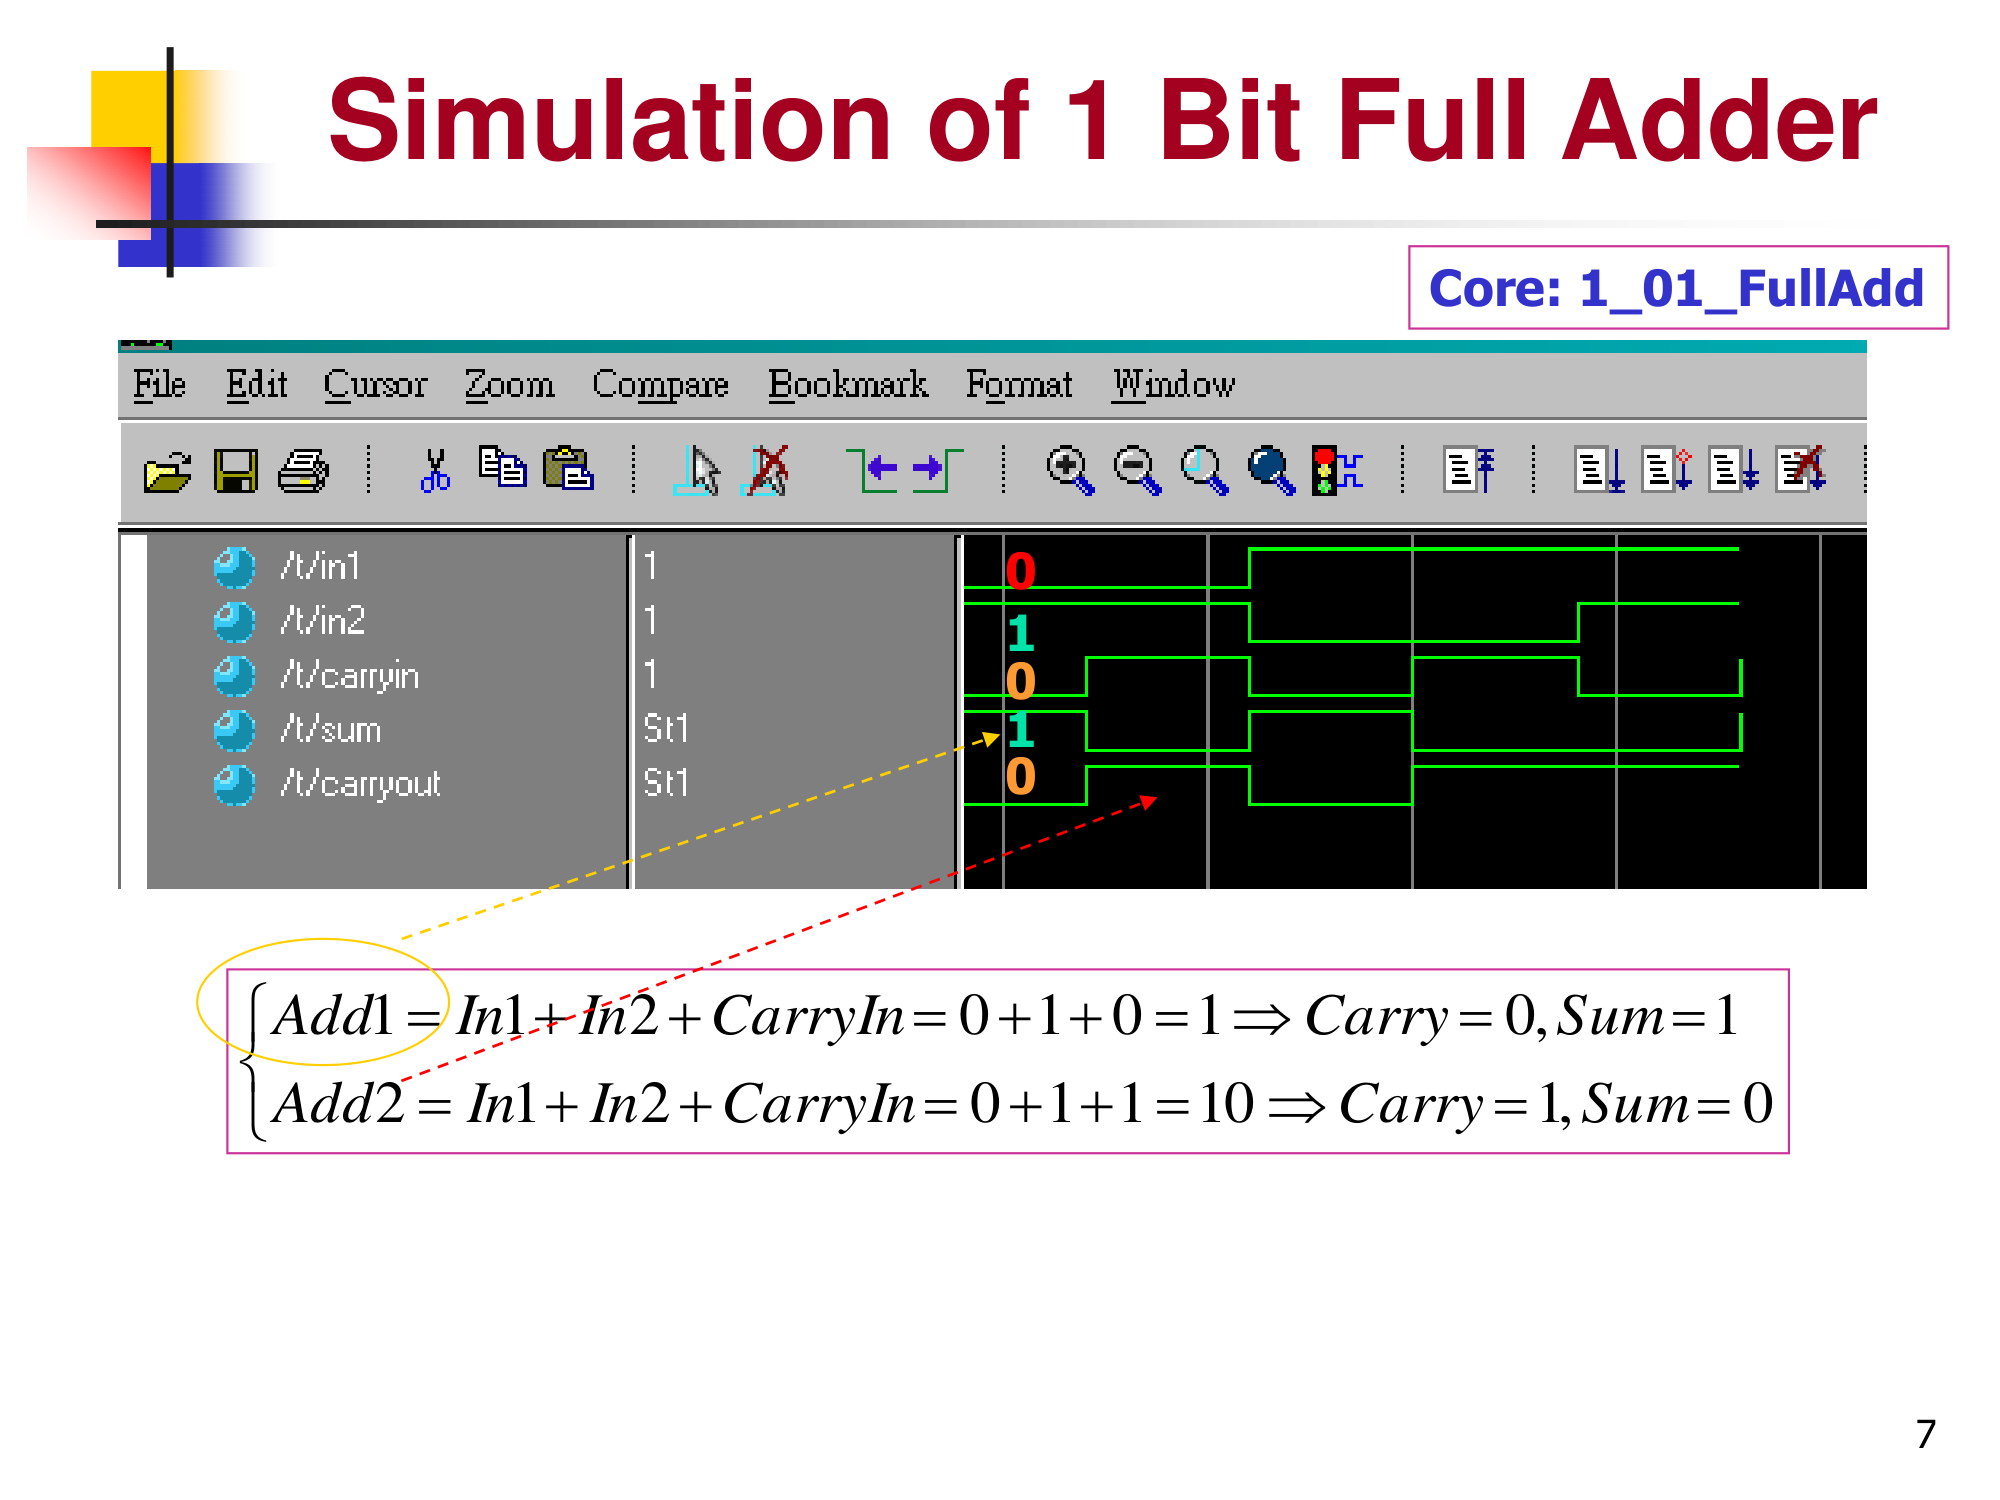 Simulation of 1 Bit Full Adder
Core: 1_01_FullAdd
File Edit Cursor Zoom Compare Bookmark Format Window
/t/in1 1 0
/t/in2 1 1
/t/carryin 1 0
/t/sum St1 1
/t/carryout St1 0
Add1 = In1 + In2 + CarryIn = 0 + 1 + 0 = 1 ⇒ Carry = 0, Sum = 1
Add2 = In1 + In2 + CarryIn = 0 + 1 + 1 = 10 ⇒ Carry = 1, Sum = 0
7